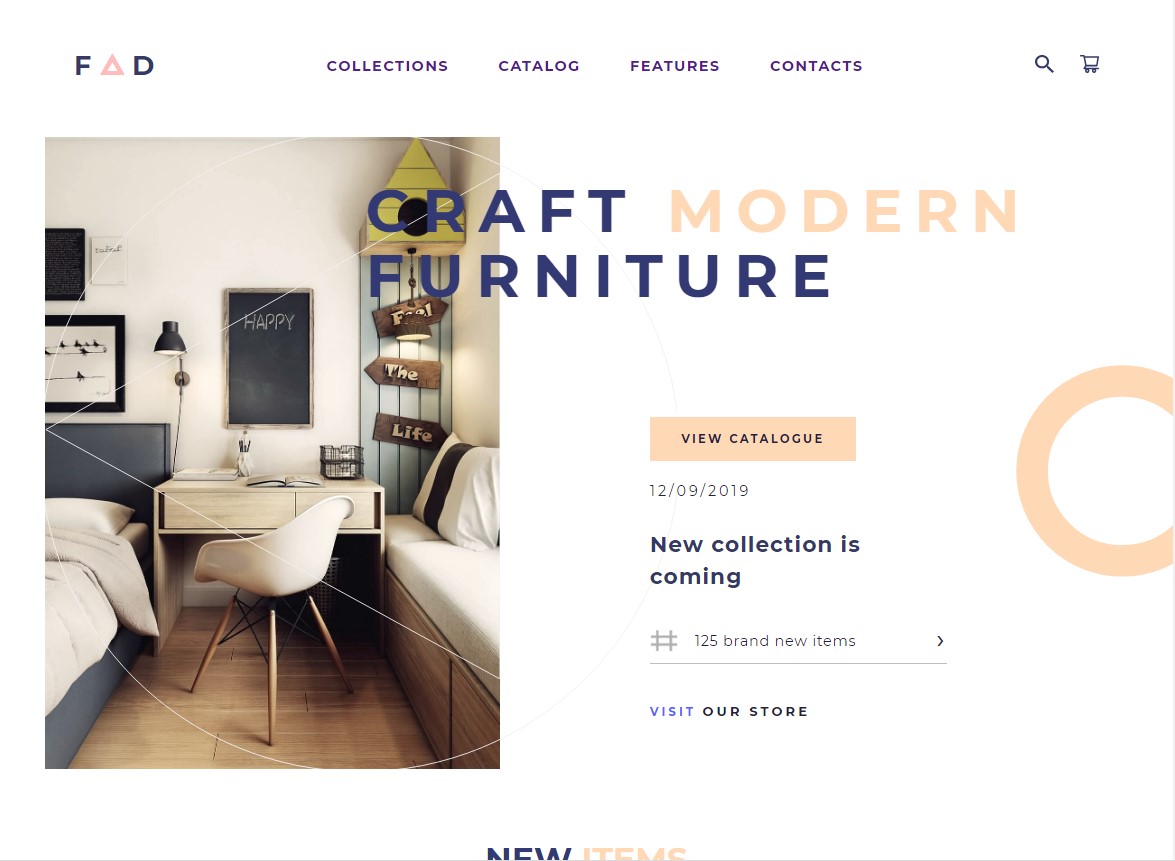 F D
COLLECTIONS CATALOG FEATURES CONTACTS
CRAFT MODERN
FURNITURE
HAPPY
Feel
The
Life
VIEW CATALOGUE
12/09/2019
New collection is
coming
125 brand new items
VISIT OUR STORE
NEW ITEMS